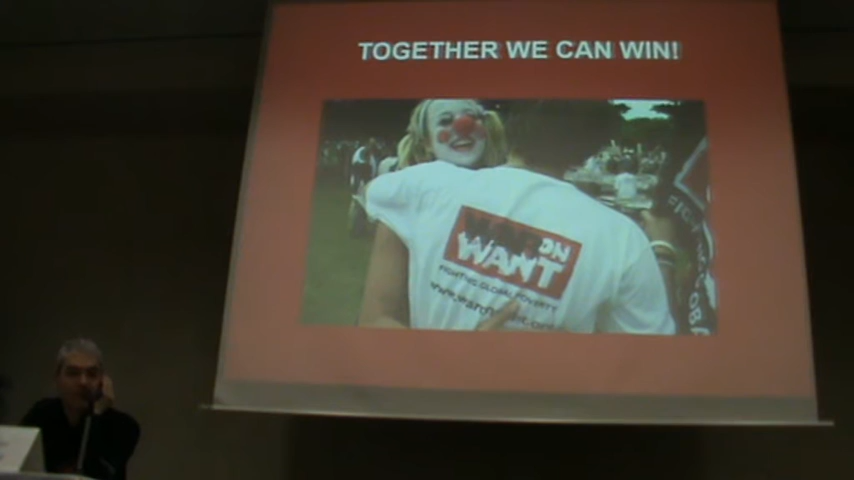 TOGETHER WE CAN WIN!
WAR ON
WANT
FIGHTING GLOBAL POVERTY